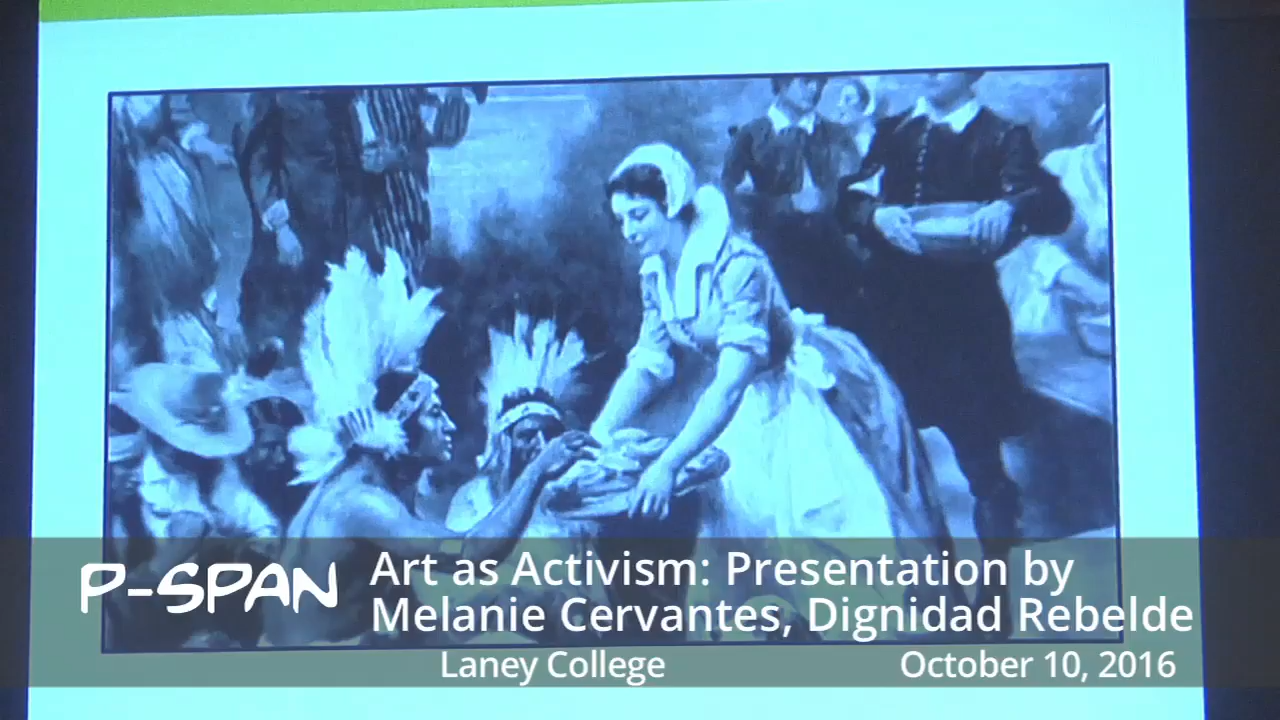 P-SPAN
Art as Activism: Presentation by
Melanie Cervantes, Dignidad Rebelde
Laney College
October 10, 2016